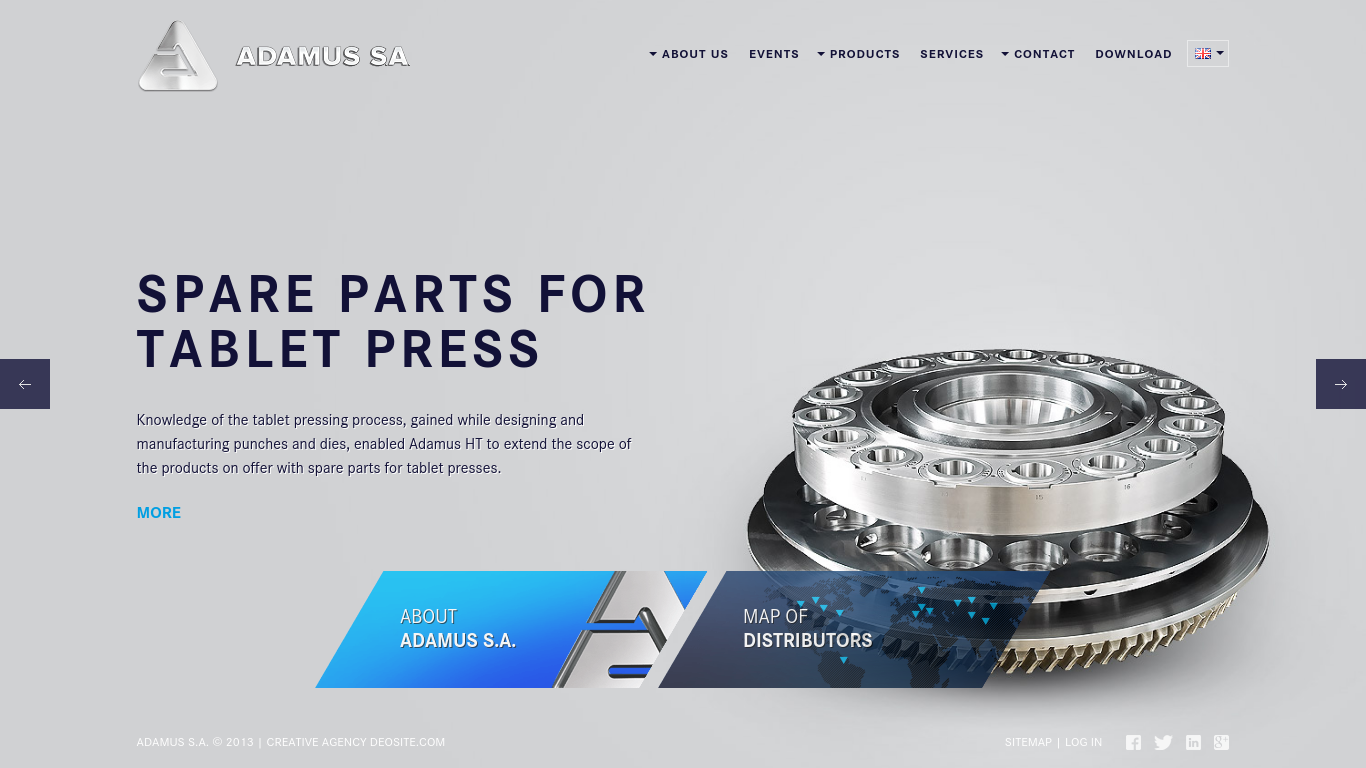 ADAMUS SA
ABOUT US
EVENTS
PRODUCTS
SERVICES
CONTACT
DOWNLOAD
SPARE PARTS FOR
TABLET PRESS
Knowledge of the tablet pressing process, gained while designing and
manufacturing punches and dies, enabled Adamus HT to extend the scope of
the products on offer with spare parts for tablet presses.
MORE
15
16
ABOUT
ADAMUS S.A.
MAP OF
DISTRIBUTORS
ADAMUS S.A. © 2013 | CREATIVE AGENCY DEOSITE.COM
SITEMAP | LOG IN